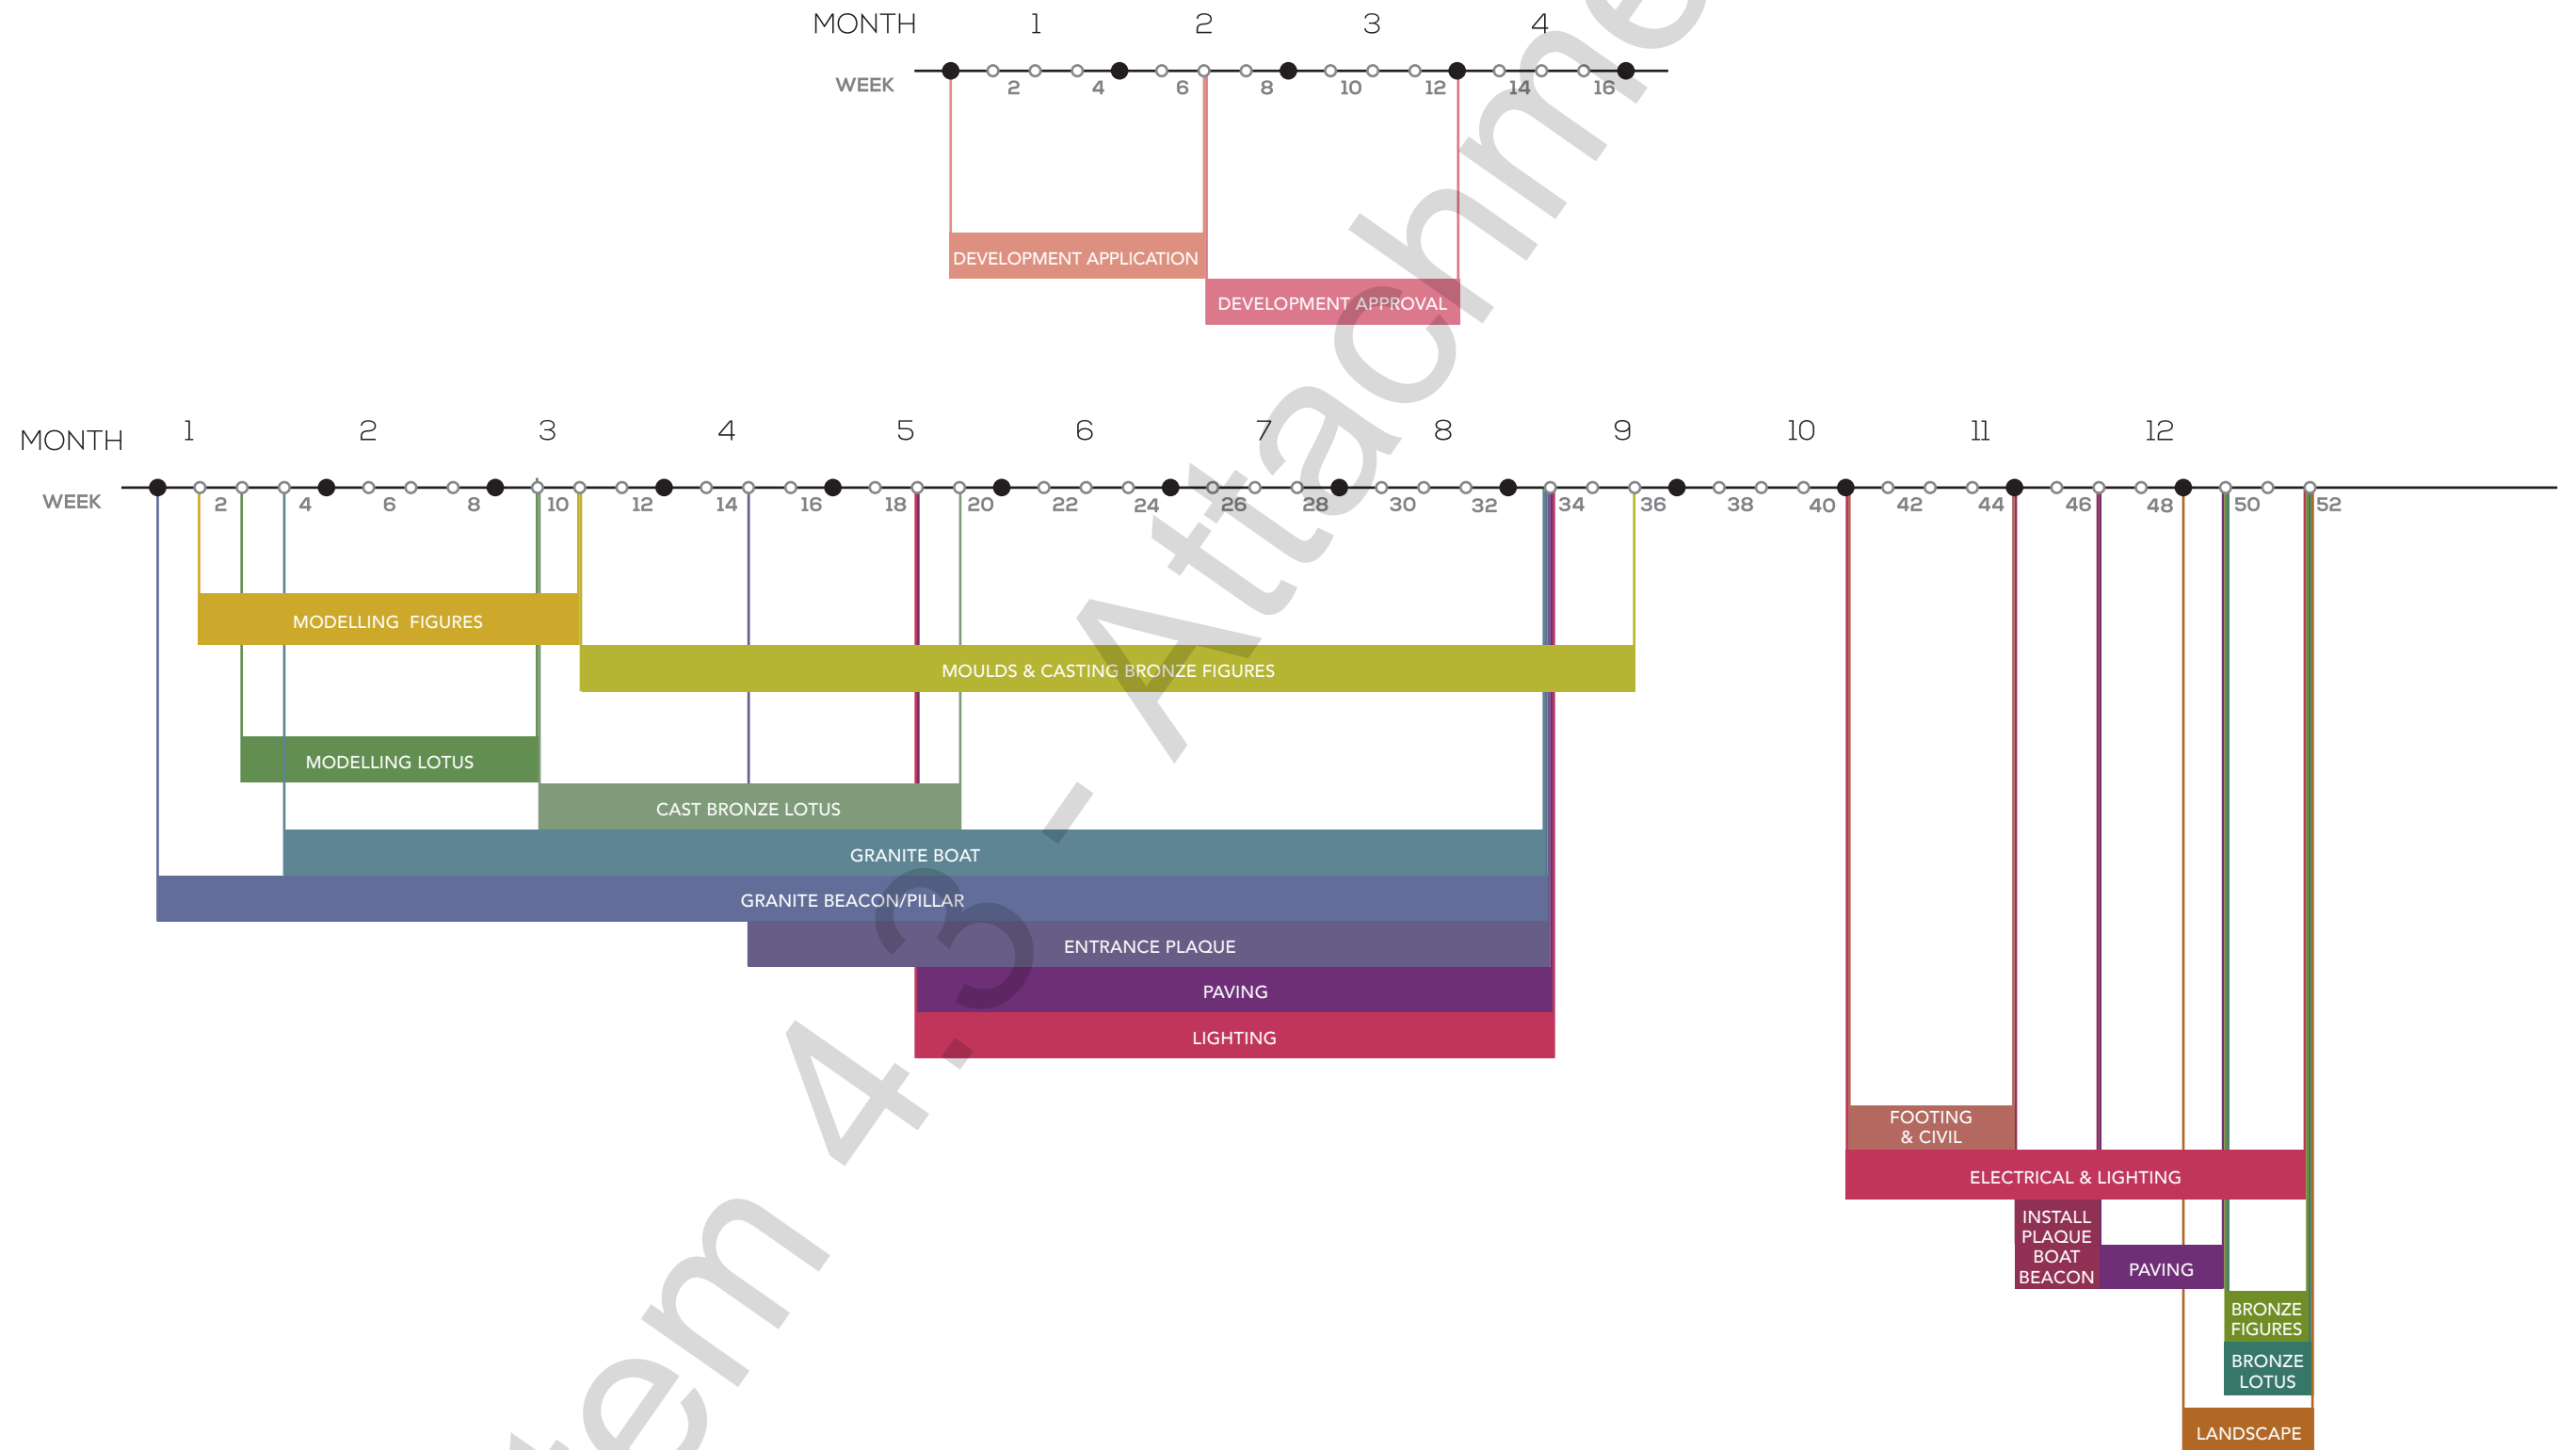 MONTH 1 2 3 4
WEEK 2 4 6 8 10 12 14 16
DEVELOPMENT APPLICATION
DEVELOPMENT APPROVAL
MONTH 1 2 3 4 5 6 7 8 9 10 11 12
WEEK 2 4 6 8 10 12 14 16 18 20 22 24 26 28 30 32 34 36 38 40 42 44 46 48 50 52
MODELLING FIGURES
MOULDS & CASTING BRONZE FIGURES
MODELLING LOTUS
CAST BRONZE LOTUS
GRANITE BOAT
GRANITE BEACON/PILLAR
ENTRANCE PLAQUE
PAVING
LIGHTING
FOOTING
& CIVIL
ELECTRICAL & LIGHTING
INSTALL
PLAQUE
BOAT
BEACON
PAVING
BRONZE
FIGURES
BRONZE
LOTUS
LANDSCAPE
tem 4.3 - Attachme